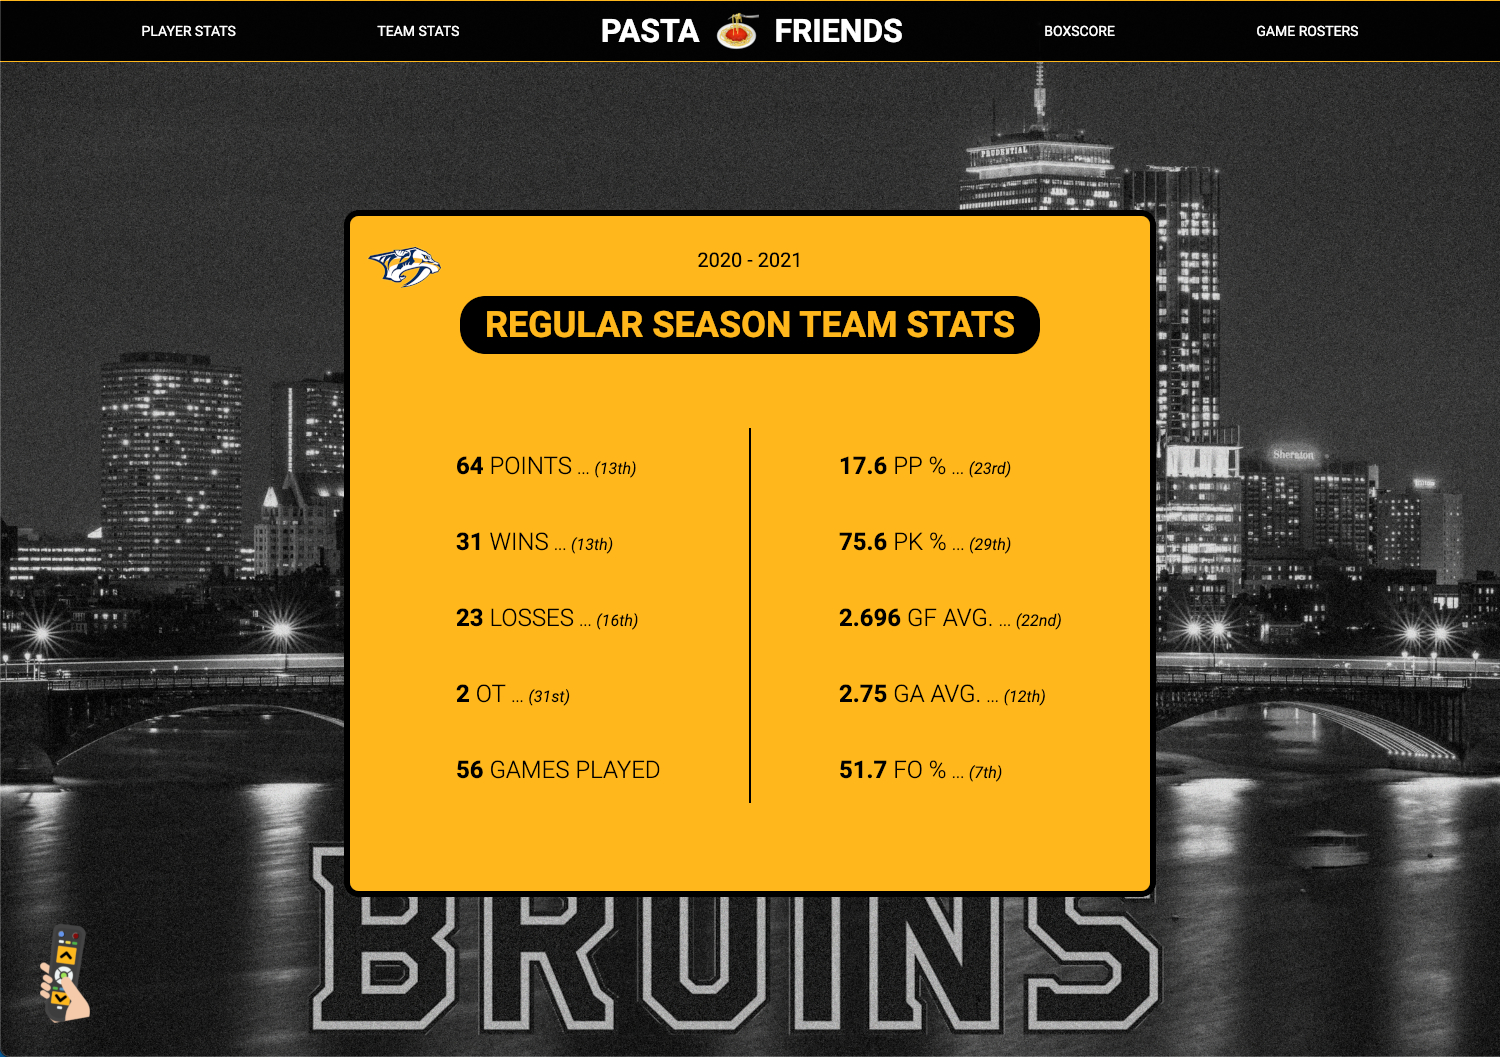 PLAYER STATS
TEAM STATS
PASTA FRIENDS
BOXSCORE
GAME ROSTERS
PRUDENTIAL
2020 - 2021
REGULAR SEASON TEAM STATS
64 POINTS ... (13th)
31 WINS ... (13th)
23 LOSSES ... (16th)
2 OT ... (31st)
56 GAMES PLAYED
17.6 PP % ... (23rd)
75.6 PK % ... (29th)
2.696 GF AVG. ... (22nd)
2.75 GA AVG. ... (12th)
51.7 FO % ... (7th)
Sheraton
BRUINS